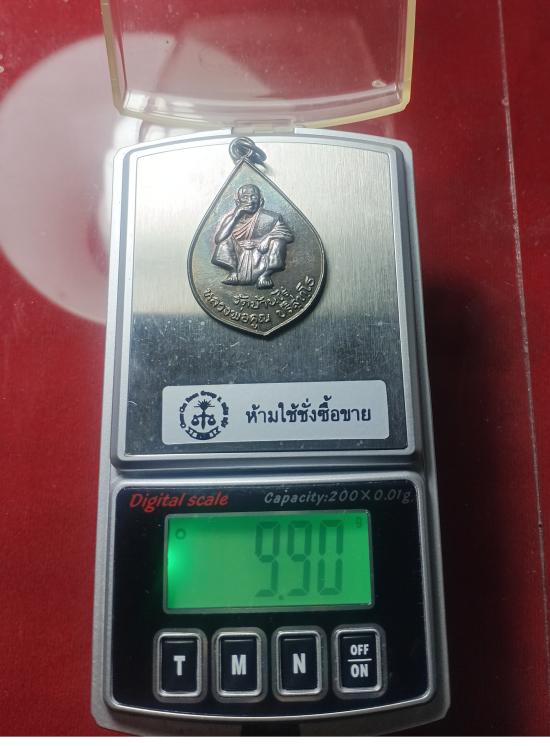 วัดบ้านไร่
หลวงพ่อคูณ ปริสุทโธ
ห้ามใช้ชั่งซื้อขาย
Digital scale Capacity:200×0.01g.
g
9.90
T M N OFF
ON